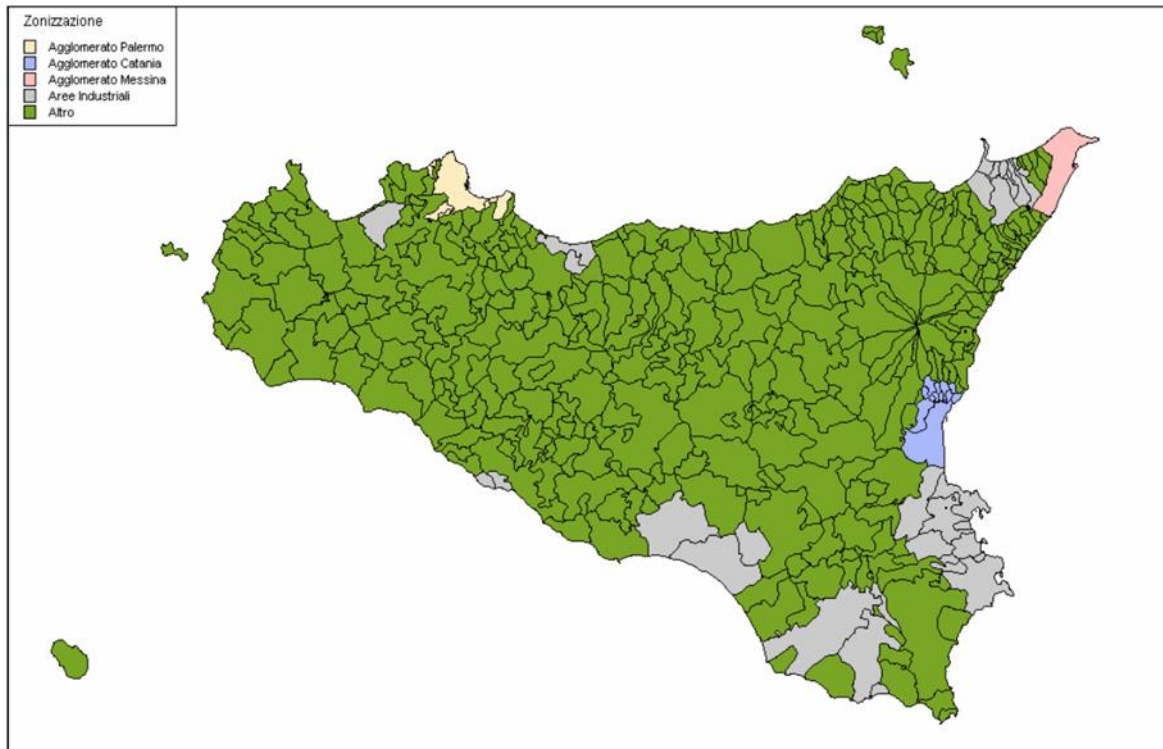 Zonizzazione
Agglomerato Palermo
Agglomerato Catania
Agglomerato Messina
Aree Industriali
Altro